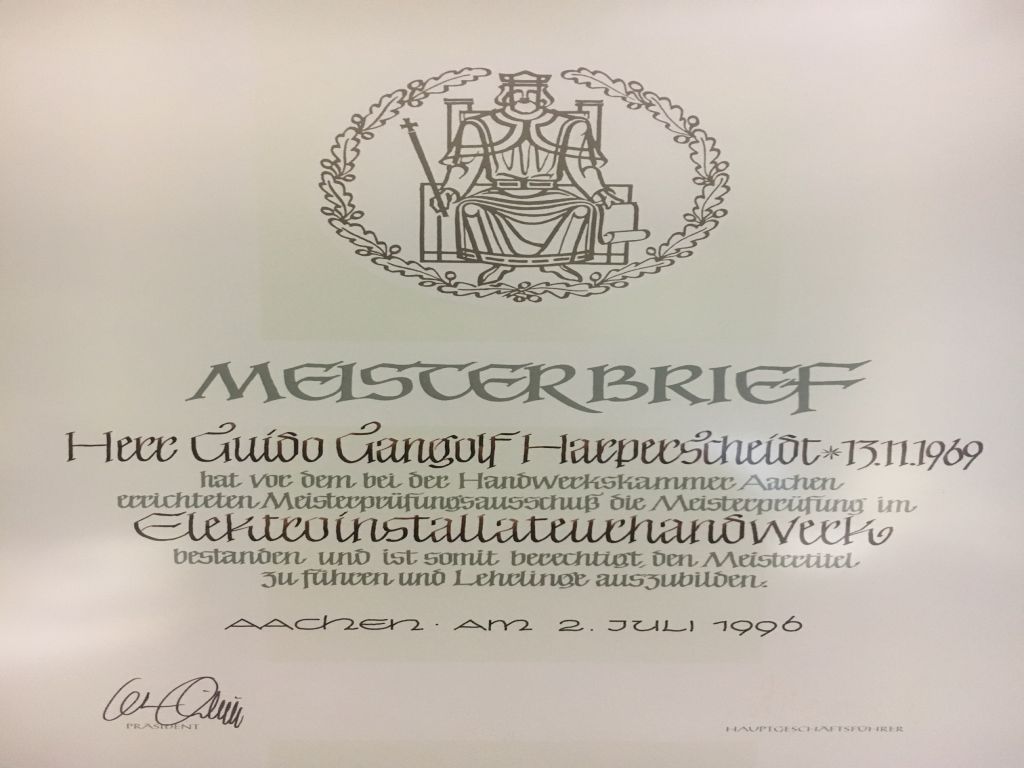 MEISTERBRIEF
Herr Guido Gangolf Harperscheidt * 13.11.1969
hat vor dem bei der Handwerkskammer Aachen
errichteten Meisterprüfungsausschuß die Meisterprüfung im
Elektroinstallateurhandwerk
bestanden und ist somit berechtigt, den Meistertitel
zu führen und Lehrlinge auszubilden.
AACHEN · AM 2. JULI 1996
PRÄSIDENT
HAUPTGESCHÄFTSFÜHRER